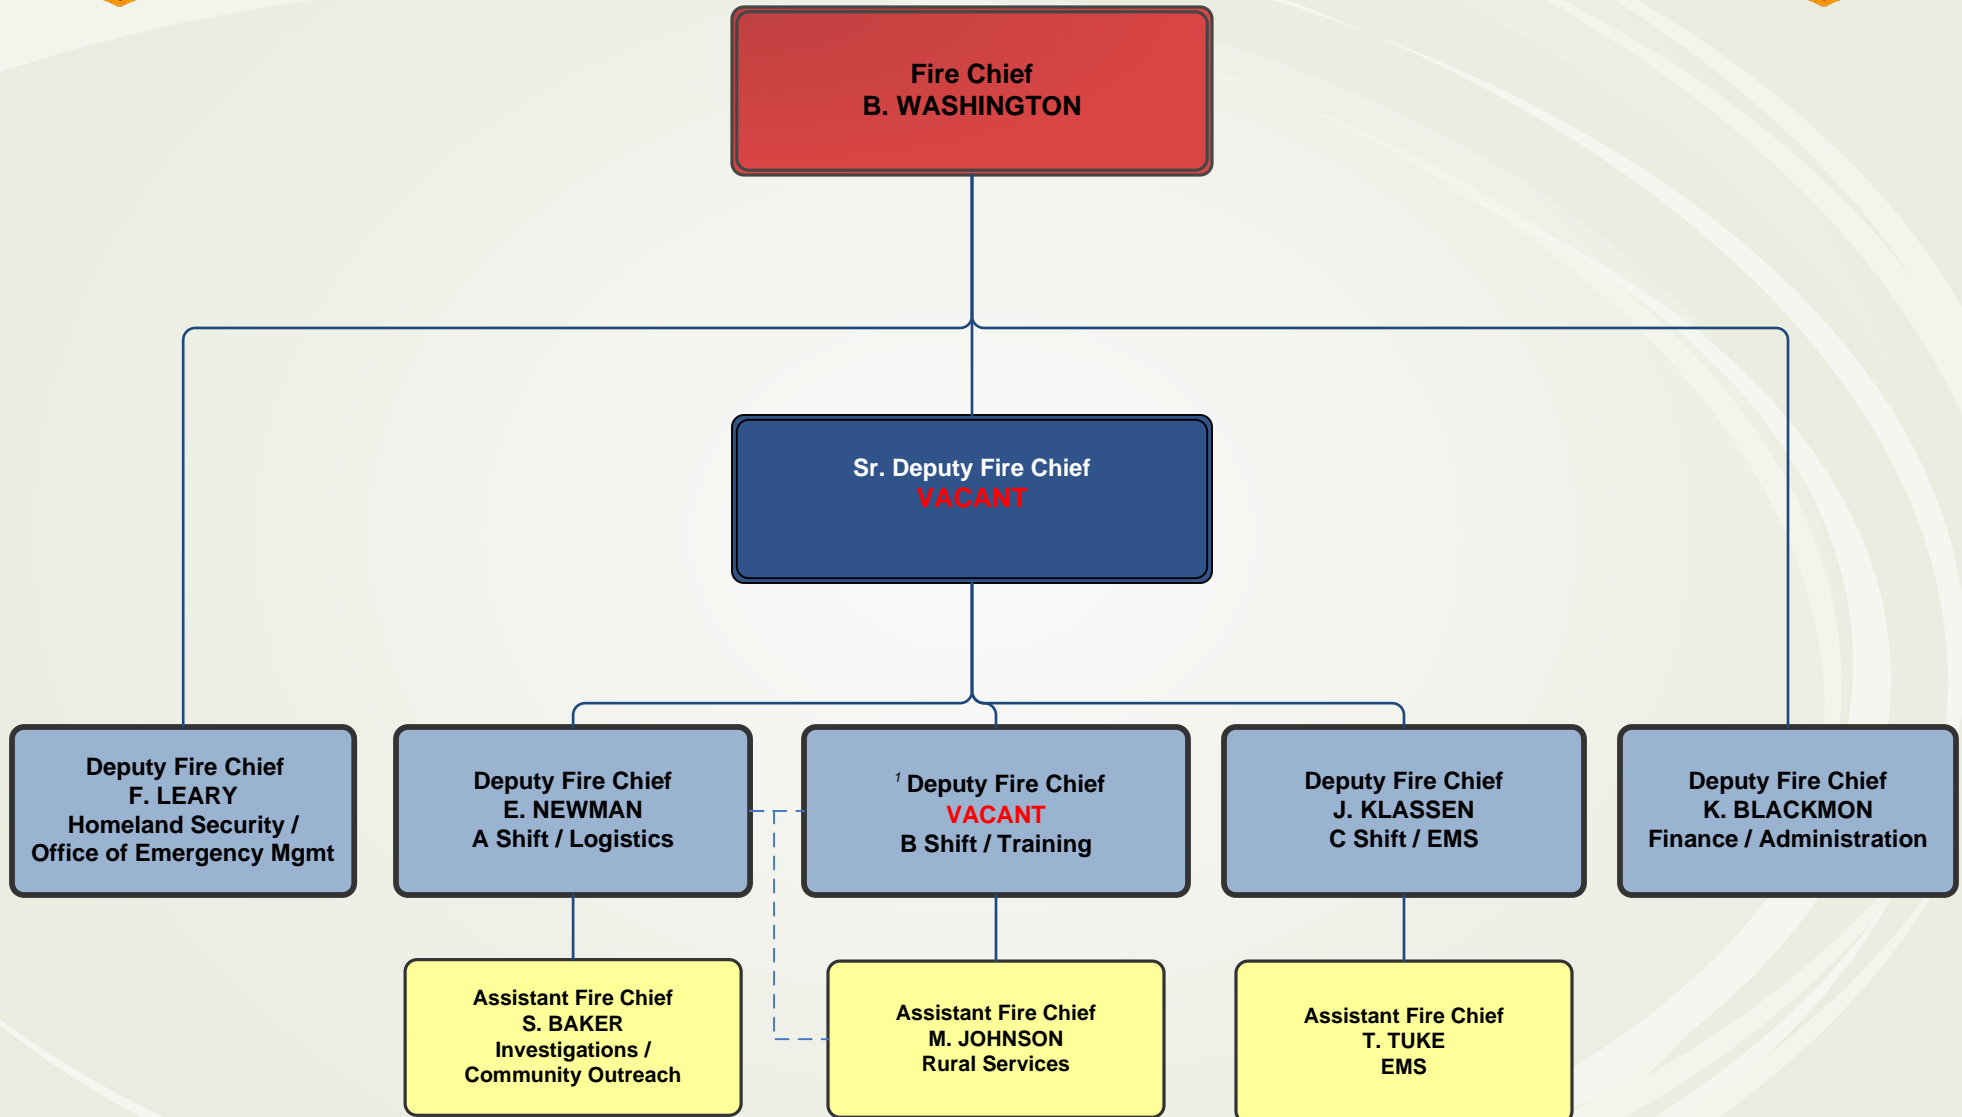 Fire Chief
B. WASHINGTON
Sr. Deputy Fire Chief
VACANT
Deputy Fire Chief
F. LEARY
Homeland Security /
Office of Emergency Mgmt
Deputy Fire Chief
E. NEWMAN
A Shift / Logistics
1 Deputy Fire Chief
VACANT
B Shift / Training
Deputy Fire Chief
J. KLASSEN
C Shift / EMS
Deputy Fire Chief
K. BLACKMON
Finance / Administration
Assistant Fire Chief
S. BAKER
Investigations /
Community Outreach
Assistant Fire Chief
M. JOHNSON
Rural Services
Assistant Fire Chief
T. TUKE
EMS